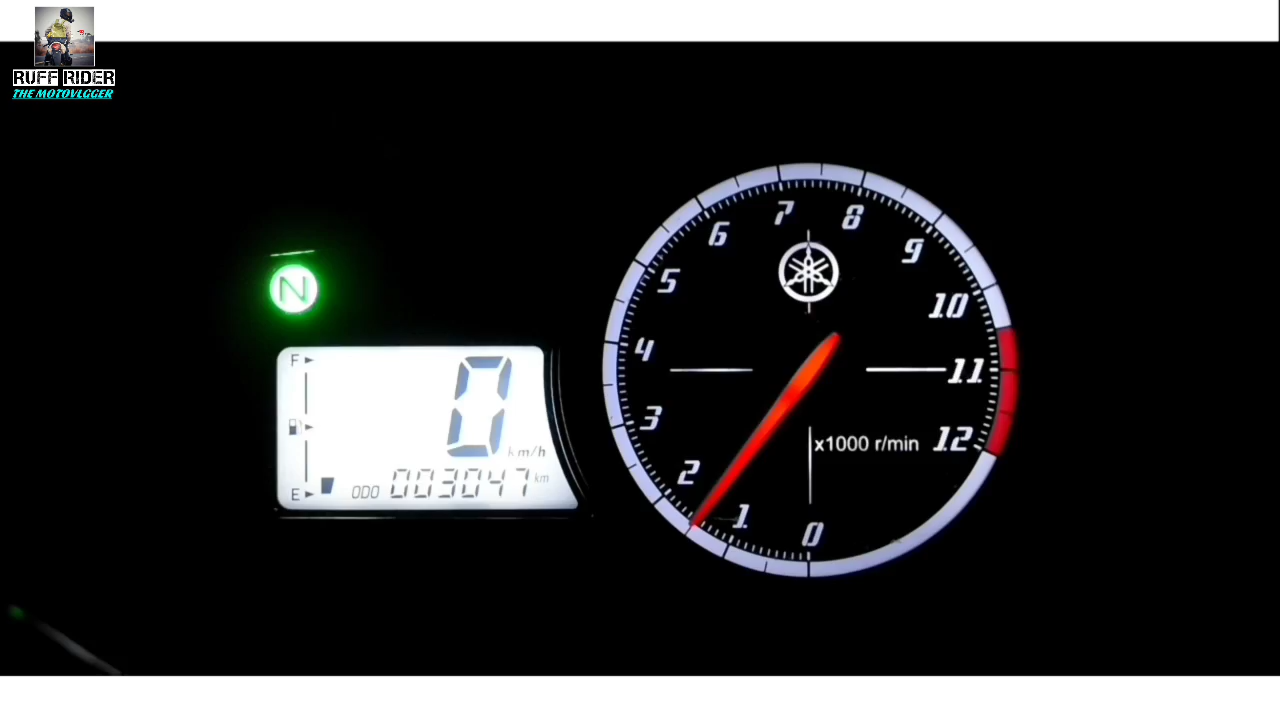 RUFF RIDER
THE MOTOVLGGER
N
F
0
km/h
E
ODO 003047 km
0
1
2
3
4
5
6
7
8
9
10
11
12
x1000 r/min